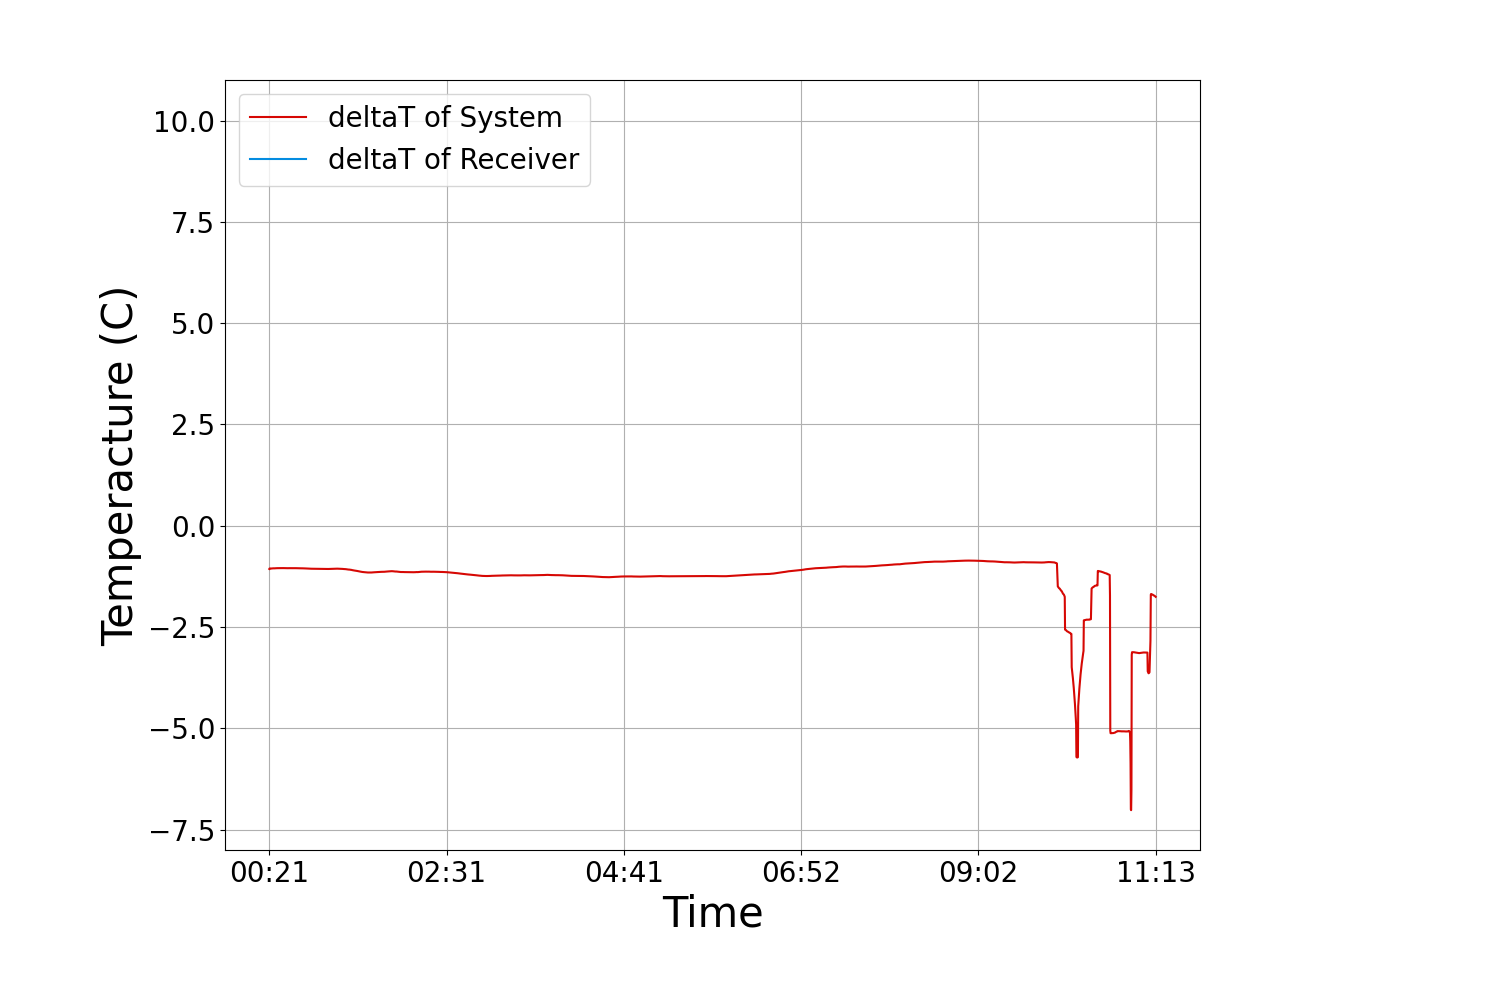 deltaT of System
deltaT of Receiver
10.0
7.5
5.0
2.5
0.0
−2.5
−5.0
−7.5
Temperacture (C)
00:21 02:31 04:41 06:52 09:02 11:13
Time